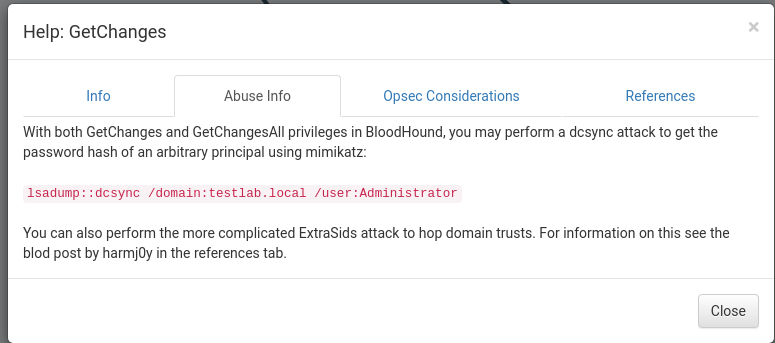 Help: GetChanges
×
Info
Abuse Info
Opsec Considerations
References
With both GetChanges and GetChangesAll privileges in BloodHound, you may perform a dcsync attack to get the
password hash of an arbitrary principal using mimikatz:
lsadump::dcsync /domain:testlab.local /user:Administrator
You can also perform the more complicated ExtraSids attack to hop domain trusts. For information on this see the
blod post by harmj0y in the references tab.
Close